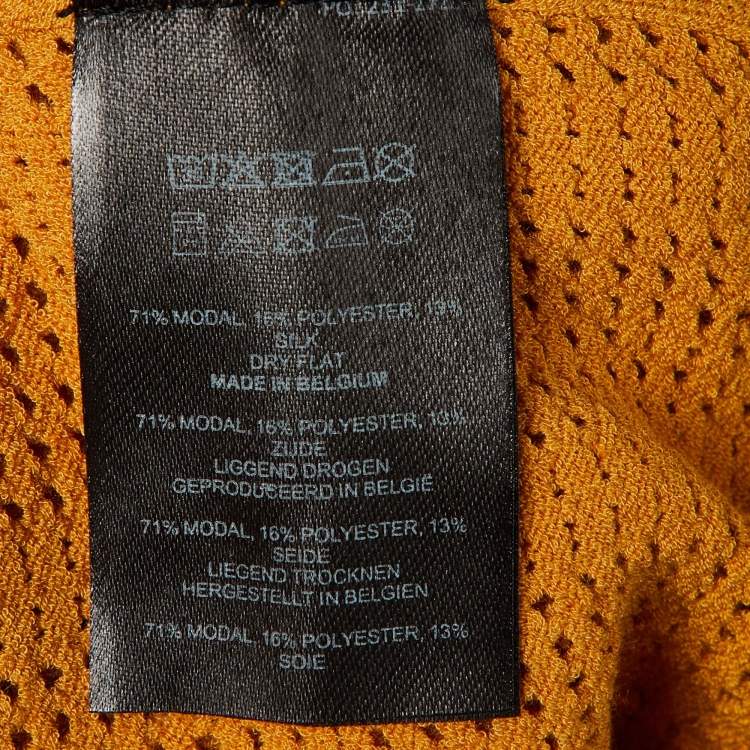 71% MODAL, 16% POLYESTER, 13%
SILK
DRY FLAT
MADE IN BELGIUM
71% MODAL, 16% POLYESTER, 13%
ZIJDE
LIGGEND DROGEN
GEPRODUCEERD IN BELGIË
71% MODAL, 16% POLYESTER, 13%
SEIDE
LIEGEND TROCKNEN
HERGESTELLT IN BELGIEN
71% MODAL, 16% POLYESTER, 13%
SOIE